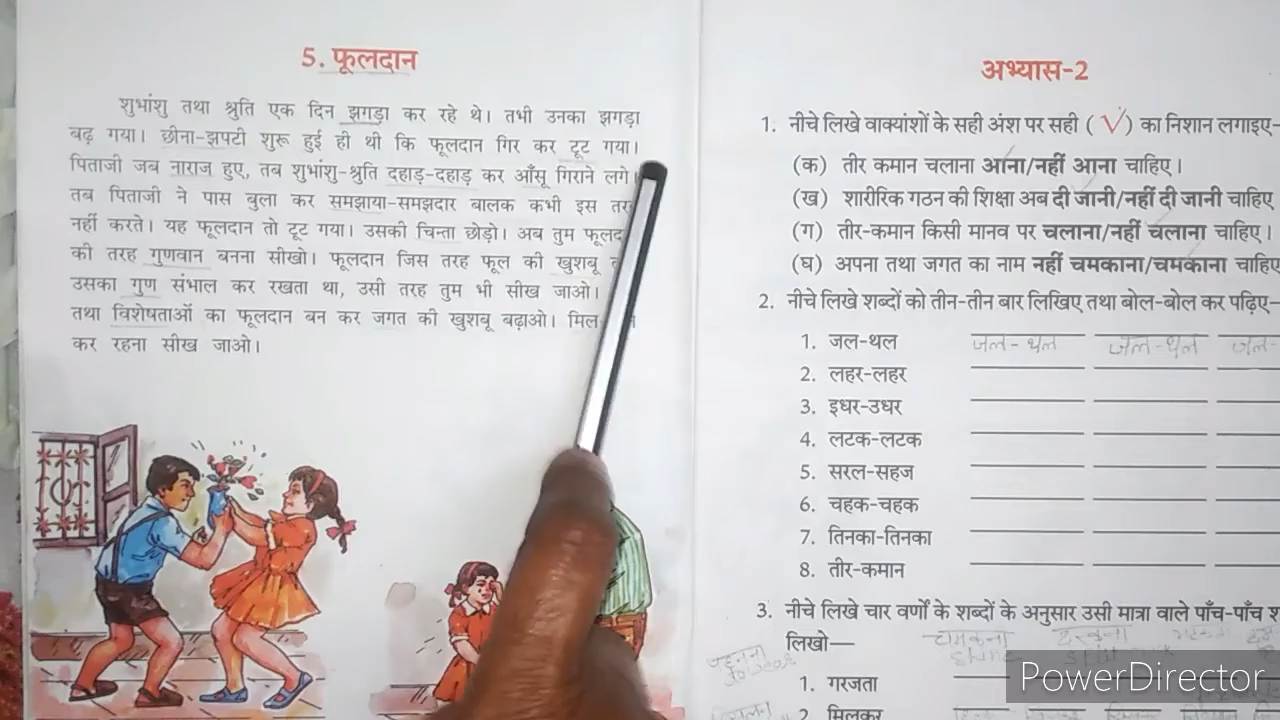 5. फूलदान
शुभांशु तथा श्रुति एक दिन झगड़ा कर रहे थे। तभी उनका झगड़ा
बढ़ गया। छीना-झपटी शुरू हुई ही थी कि फूलदान गिर कर टूट गया।
पिताजी जब नाराज हुए, तब शुभांशु-श्रुति दहाड़-दहाड़ कर आँसू गिराने लगे।
तब पिताजी ने पास बुला कर समझाया-समझदार बालक कभी इस
नहीं करते। यह फूलदान तो टूट गया। उसकी चिन्ता छोड़ो। अब तुम
की तरह गुणवान बनना सीखो। फूलदान जिस तरह फूल की खुशबू
उसका गुण संभाल कर रखता था, उसी तरह तुम भी सीख जाओ।
तथा विशेषताओं का फूलदान बन कर जगत की खुशबू बढ़ाओ।
कर रहना सीख जाओ।
अभ्यास-2
1. नीचे लिखे वाक्यांशों के सही अंश पर सही (√) का निशान लगाइए-
(क) तीर कमान चलाना आना/नहीं आना चाहिए।
(ख) शारीरिक गठन की शिक्षा अब दी जानी/नहीं दी जानी चाहिए
(ग) तीर-कमान किसी मानव पर चलाना/नहीं चलाना चाहिए।
(घ) अपना तथा जगत का नाम नहीं चमकाना/चमकाना चाहिए
2. नीचे लिखे शब्दों को तीन-तीन बार लिखिए तथा बोल-बोल कर पढ़िए-
1. जल-थल जल-थल जल-थल जल-
2. लहर-लहर
3. इधर-उधर
4. लटक-लटक
5. सरल-सहज
6. चहक-चहक
7. तिनका-तिनका
8. तीर-कमान
3. नीचे लिखे चार वर्णों के शब्दों के अनुसार उसी मात्रा वाले पाँच-पाँच
लिखो— चमकना
1. गरजता
2. मिलकर
PowerDirector